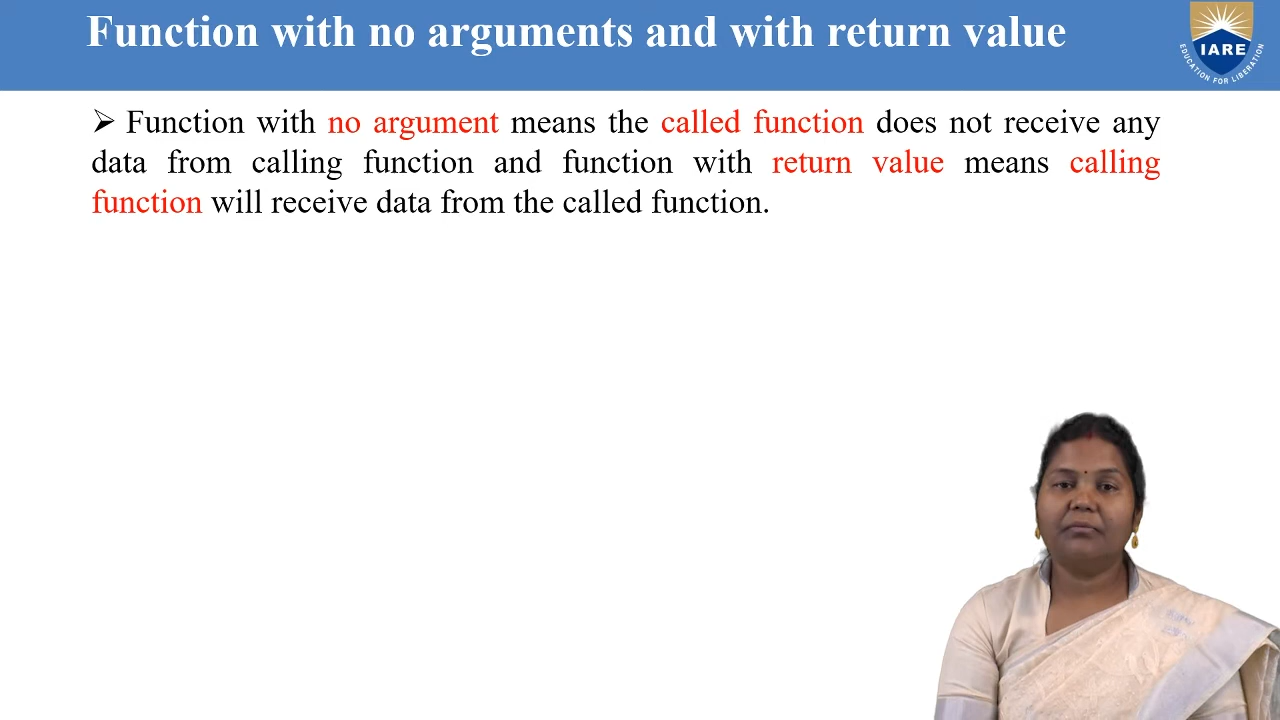 Function with no arguments and with return value
IARE
EDUCATION FOR LIBERATION
➢ Function with no argument means the called function does not receive any
data from calling function and function with return value means calling
function will receive data from the called function.